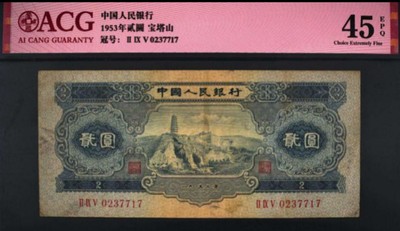 ACG
AI CANG GUARANTY
中国人民银行
1953年贰圆 宝塔山
冠号: Ⅱ Ⅸ Ⅴ 0237717
45 EPQ
Choice Extremely Fine
中國人民銀行
貳圓 貳圓
2 2
ⅡⅨⅤ 0237717 ⅡⅨⅤ 0237717